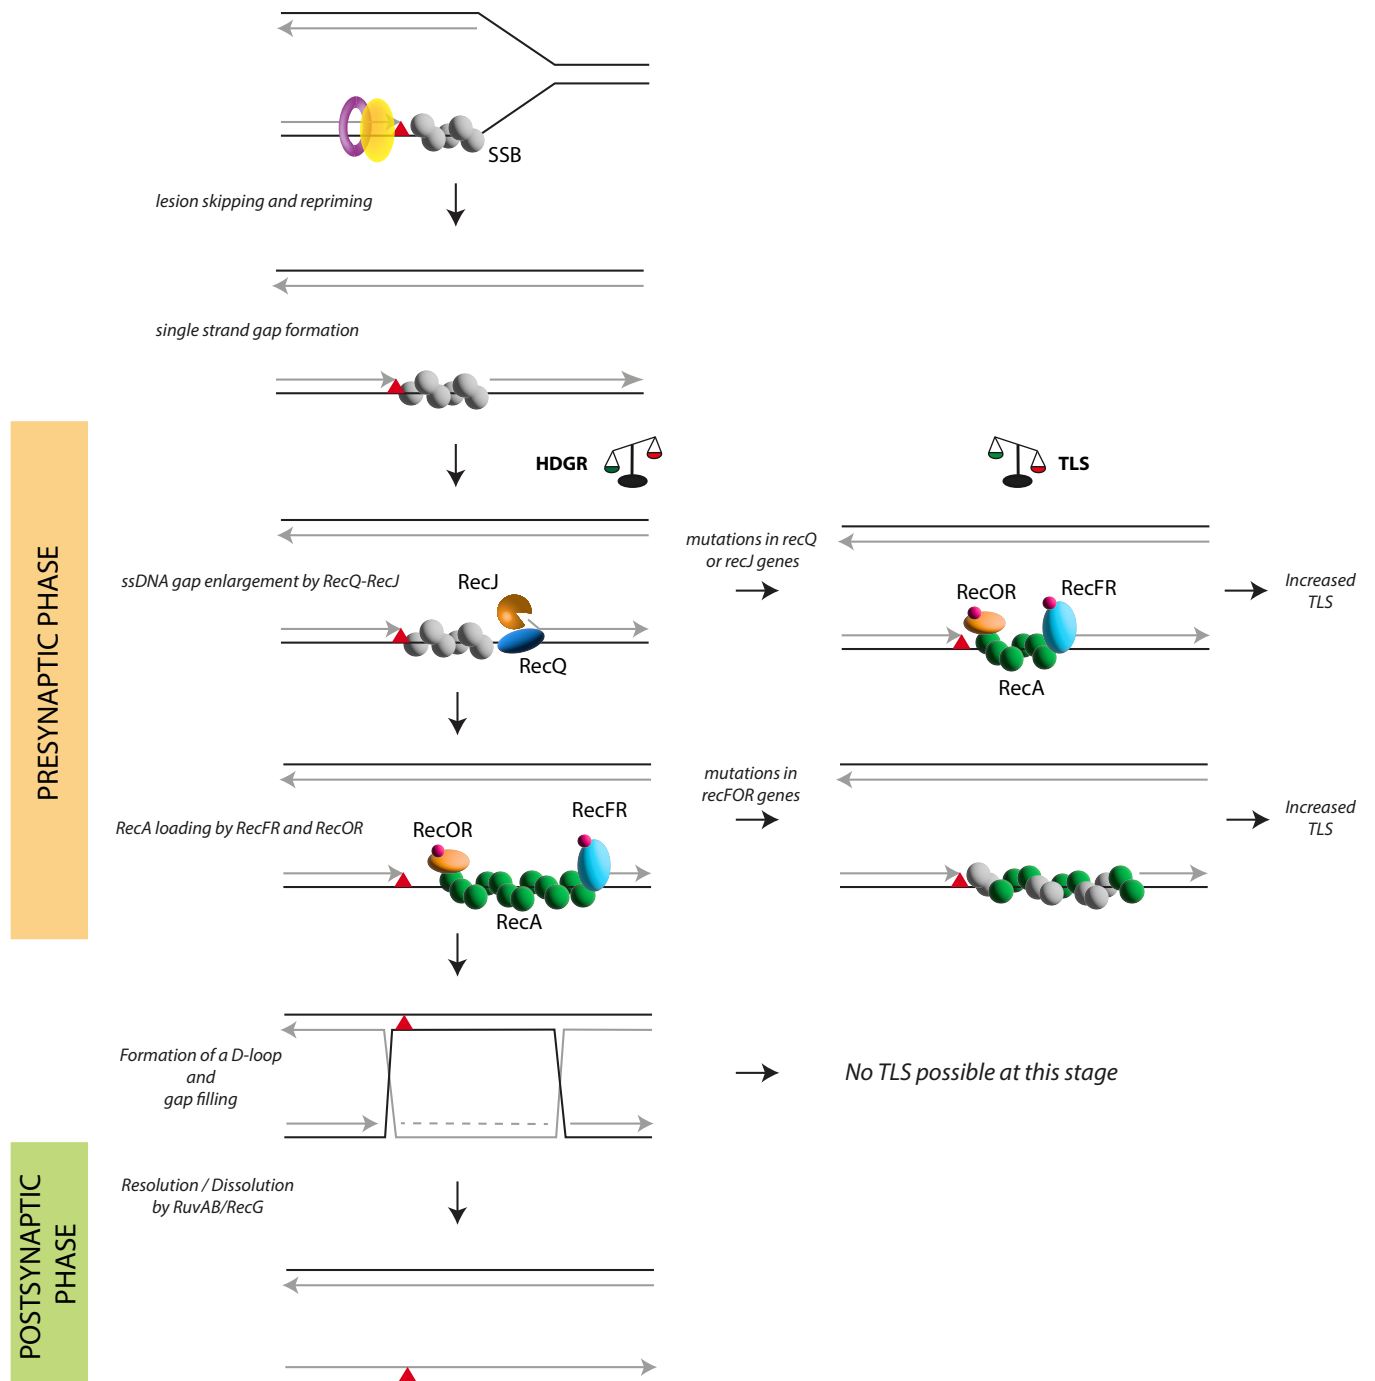 SSB
lesion skipping and repriming
single strand gap formation
HDGR
TLS
PRESYNAPTIC PHASE
mutations in recQ
or recJ genes
ssDNA gap enlargement by RecQ-RecJ
RecJ
RecQ
RecOR
RecFR
RecA
Increased
TLS
mutations in
recFOR genes
RecA loading by RecFR and RecOR
RecOR
RecFR
RecA
Increased
TLS
Formation of a D-loop
and
gap filling
No TLS possible at this stage
POSTSYNAPTIC
PHASE
Resolution / Dissolution
by RuvAB/RecG